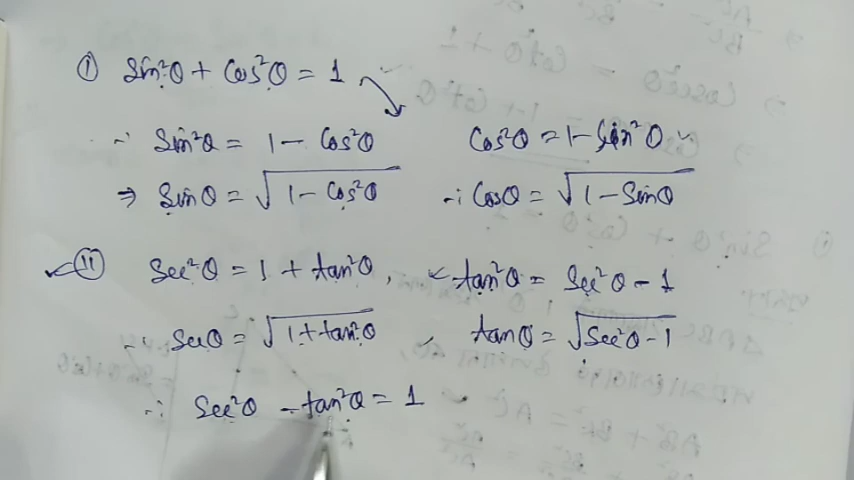 ① Sin²θ + Cos²θ = 1
∴ Sin²θ = 1 - Cos²θ Cos²θ = 1 - Sin²θ
⇒ Sinθ = √1 - Cos²θ ∴ Cosθ = √1 - Sinθ
⑪ Sec²θ = 1 + tan²θ, tan²θ = Sec²θ - 1
∴ Secθ = √1 + tan²θ tanθ = √Sec²θ - 1
∴ Sec²θ - tan²θ = 1